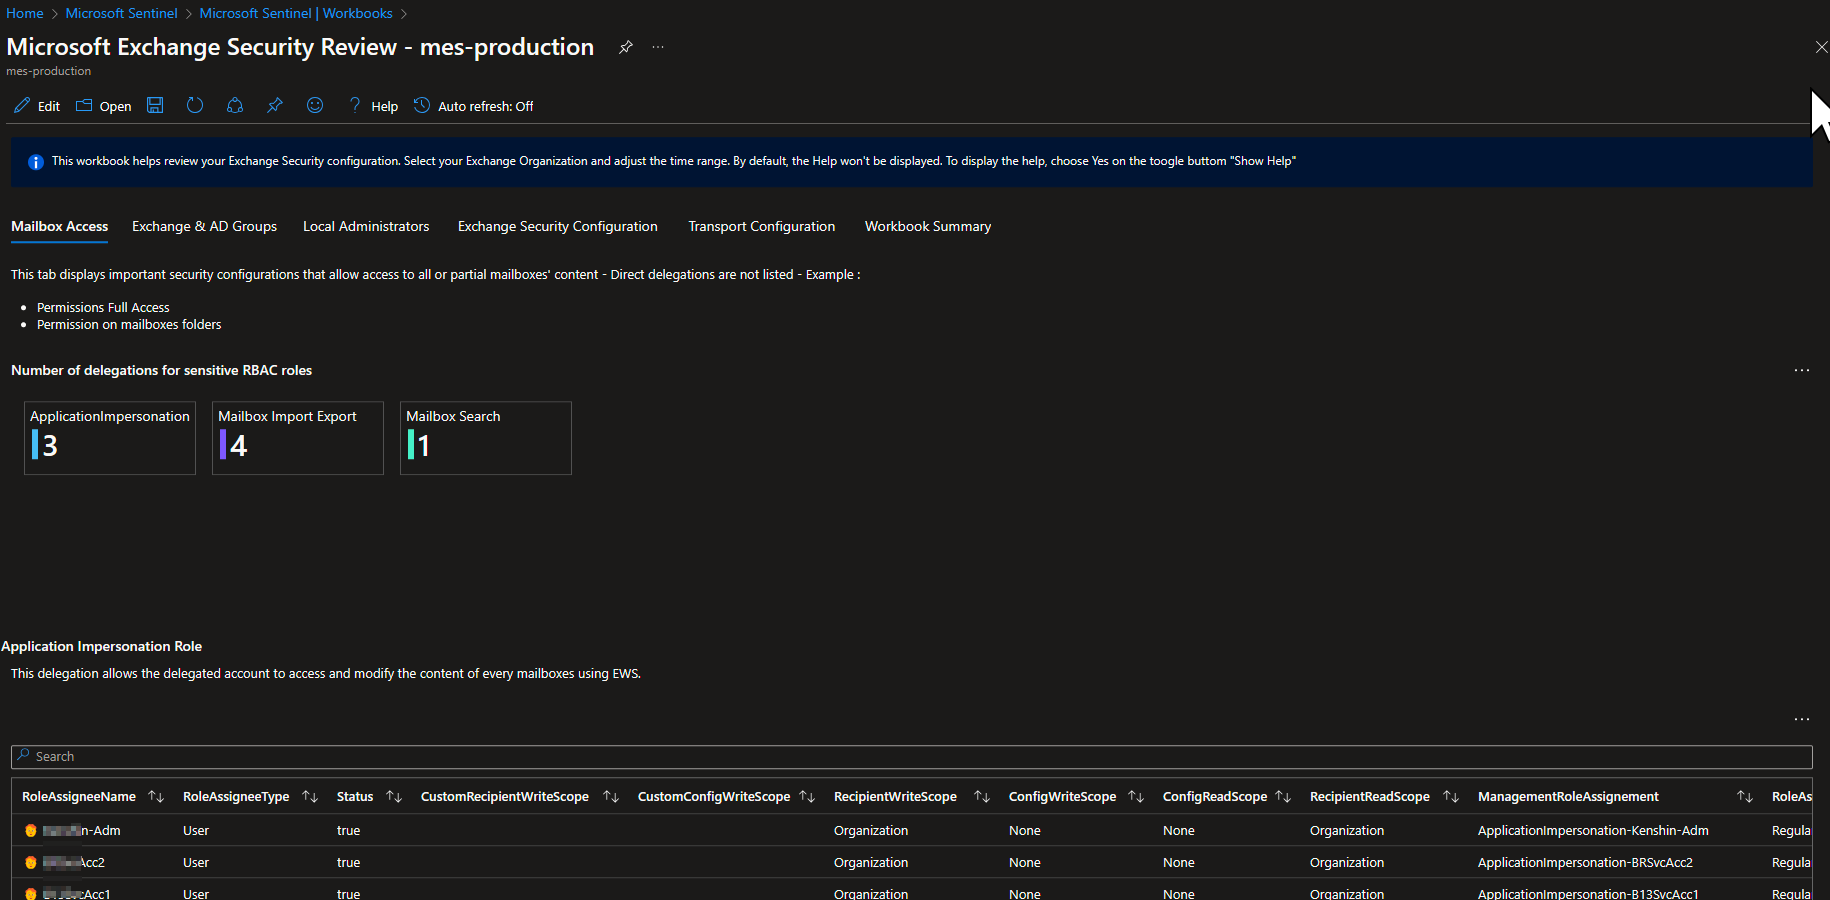 Home > Microsoft Sentinel > Microsoft Sentinel | Workbooks >
Microsoft Exchange Security Review - mes-production
mes-production
Edit Open Help Auto refresh: Off
This workbook helps review your Exchange Security configuration. Select your Exchange Organization and adjust the time range. By default, the Help won't be displayed. To display the help, choose Yes on the toogle buttom "Show Help"
Mailbox Access Exchange & AD Groups Local Administrators Exchange Security Configuration Transport Configuration Workbook Summary
This tab displays important security configurations that allow access to all or partial mailboxes' content - Direct delegations are not listed - Example :
• Permissions Full Access
• Permission on mailboxes folders
Number of delegations for sensitive RBAC roles
ApplicationImpersonation Mailbox Import Export Mailbox Search
3 4 1
Application Impersonation Role
This delegation allows the delegated account to access and modify the content of every mailboxes using EWS.
Search
RoleAssigneeName RoleAssigneeType Status CustomRecipientWriteScope CustomConfigWriteScope RecipientWriteScope ConfigWriteScope ConfigReadScope RecipientReadScope ManagementRoleAssignement RoleAs
n-Adm User true Organization None None Organization ApplicationImpersonation-Kenshin-Adm Regula
Acc2 User true Organization None None Organization ApplicationImpersonation-BRSvcAcc2 Regula
cAcc1 User true Organization None None Organization ApplicationImpersonation-B13SvcAcc1 Regula